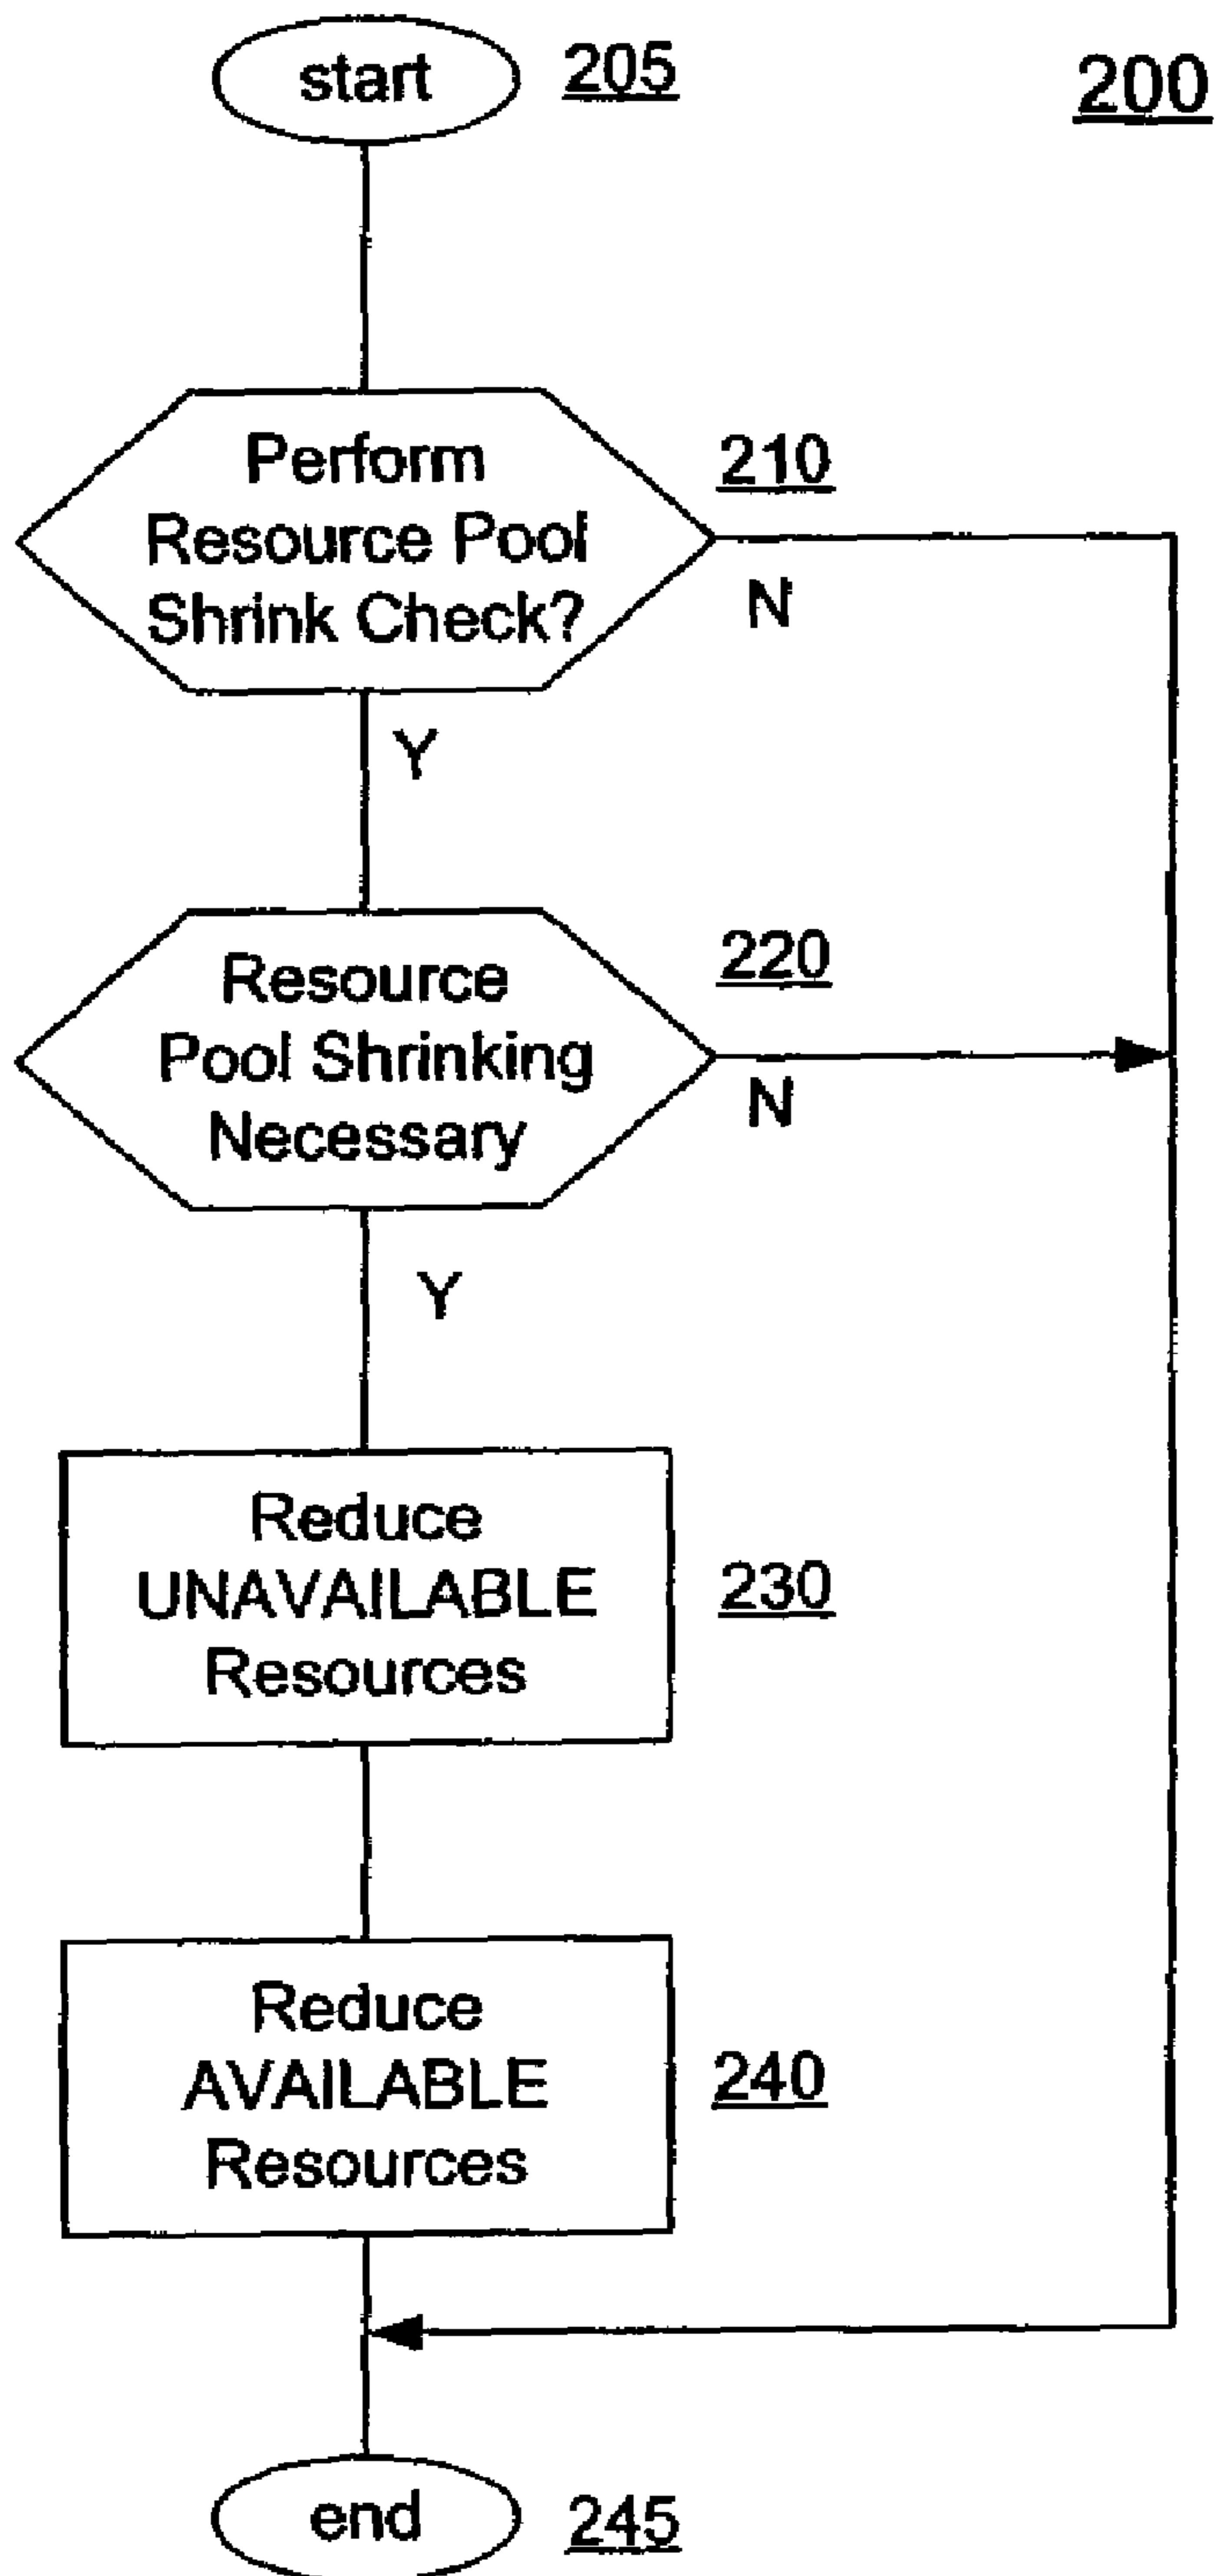 start
205
200
Perform
Resource Pool
Shrink Check?
210
N
Y
Resource
Pool Shrinking
Necessary
220
N
Y
Reduce
UNAVAILABLE
Resources
230
Reduce
AVAILABLE
Resources
240
end
245